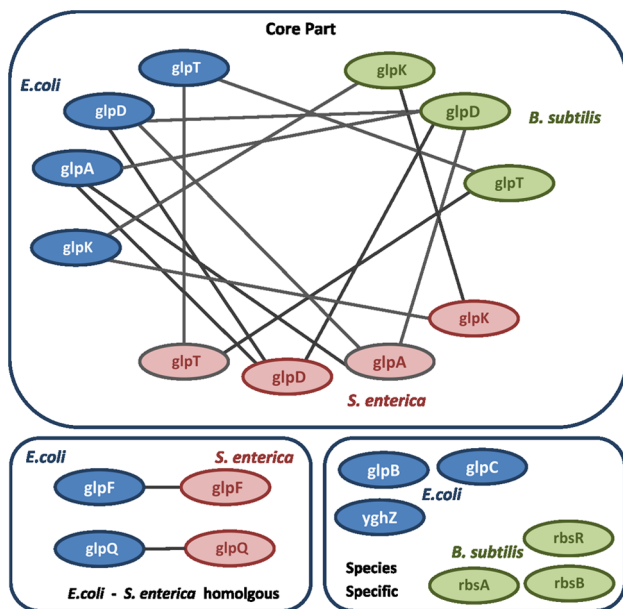 Core Part
glpT
glpK
E.coli
glpD
glpD
B. subtilis
glpA
glpT
glpK
glpK
glpT
glpD
glpA
S. enterica
E.coli
S. enterica
glpF
glpF
glpQ
glpQ
E.coli - S. enterica homolgous
glpB
glpC
E.coli
yghZ
rbsR
B. subtilis
Species
Specific
rbsA
rbsB